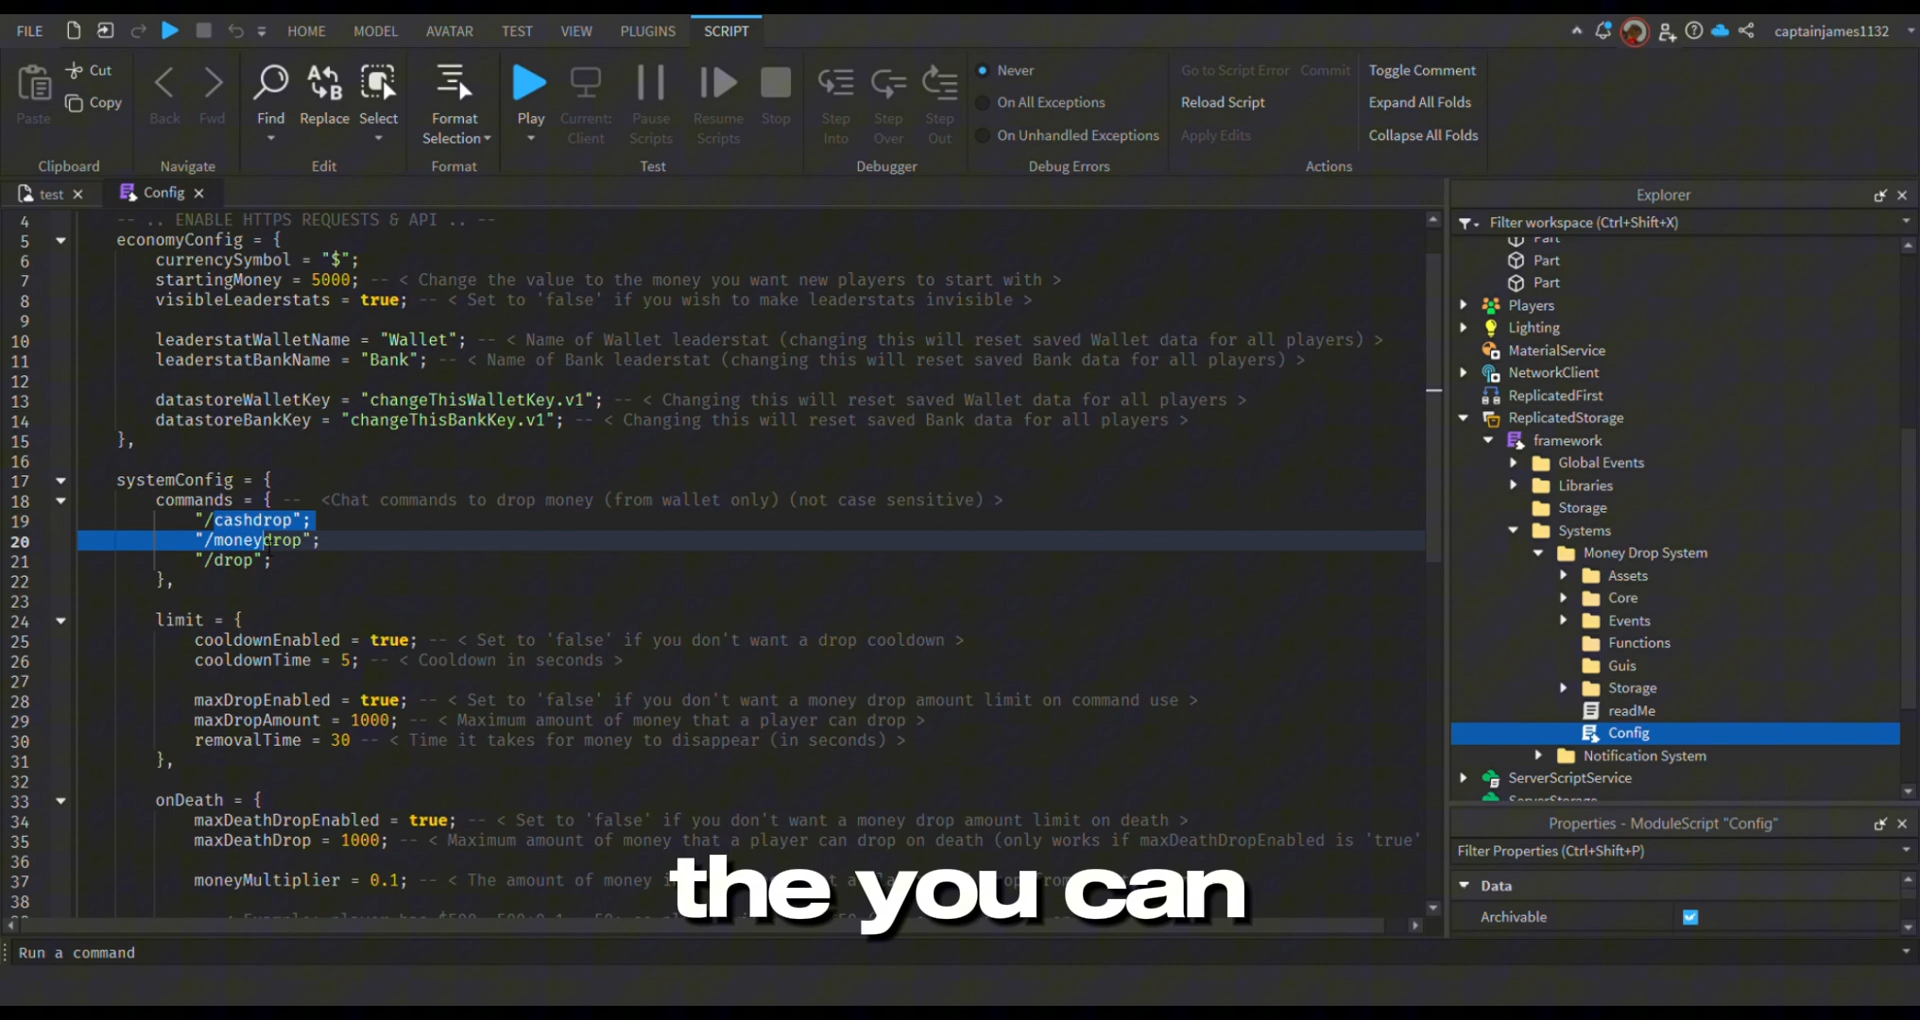 FILE HOME MODEL AVATAR TEST VIEW PLUGINS SCRIPT captainjames1132
Paste Cut Copy Back Fwd Find Replace Select Format Selection Play Current: Client Pause Scripts Resume Scripts Stop Step Into Step Over Step Out
Never
On All Exceptions
On Unhandled Exceptions
Go to Script Error Commit Toggle Comment
Reload Script Expand All Folds
Apply Edits Collapse All Folds
Clipboard Navigate Edit Format Test Debugger Debug Errors Actions
test Config
4 -- .. ENABLE HTTPS REQUESTS & API .. --
5 economyConfig = {
6 currencySymbol = "$";
7 startingMoney = 5000; -- < Change the value to the money you want new players to start with >
8 visibleLeaderstats = true; -- < Set to 'false' if you wish to make leaderstats invisible >
9
10 leaderstatWalletName = "Wallet"; -- < Name of Wallet leaderstat (changing this will reset saved Wallet data for all players) >
11 leaderstatBankName = "Bank"; -- < Name of Bank leaderstat (changing this will reset saved Bank data for all players) >
12
13 datastoreWalletKey = "changeThisWalletKey.v1"; -- < Changing this will reset saved Wallet data for all players >
14 datastoreBankKey = "changeThisBankKey.v1"; -- < Changing this will reset saved Bank data for all players >
15 },
16
17 systemConfig = {
18 commands = { -- <Chat commands to drop money (from wallet only) (not case sensitive) >
19 "/cashdrop";
20 "/moneydrop";
21 "/drop";
22 },
23
24 limit = {
25 cooldownEnabled = true; -- < Set to 'false' if you don't want a drop cooldown >
26 cooldownTime = 5; -- < Cooldown in seconds >
27
28 maxDropEnabled = true; -- < Set to 'false' if you don't want a money drop amount limit on command use >
29 maxDropAmount = 1000; -- < Maximum amount of money that a player can drop >
30 removalTime = 30 -- < Time it takes for money to disappear (in seconds) >
31 },
32
33 onDeath = {
34 maxDeathDropEnabled = true; -- < Set to 'false' if you don't want a money drop amount limit on death >
35 maxDeathDrop = 1000; -- < Maximum amount of money that a player can drop on death (only works if maxDeathDropEnabled is 'true'
36
37 moneyMultiplier = 0.1; -- < The amount of money
38
the you can
Run a command
Explorer
Filter workspace (Ctrl+Shift+X)
Part
Part
Part
Players
Lighting
MaterialService
NetworkClient
ReplicatedFirst
ReplicatedStorage
framework
Global Events
Libraries
Storage
Systems
Money Drop System
Assets
Core
Events
Functions
Guis
Storage
readMe
Config
Notification System
ServerScriptService
ServerStorage
Properties - ModuleScript "Config"
Filter Properties (Ctrl+Shift+P)
Data
Archivable